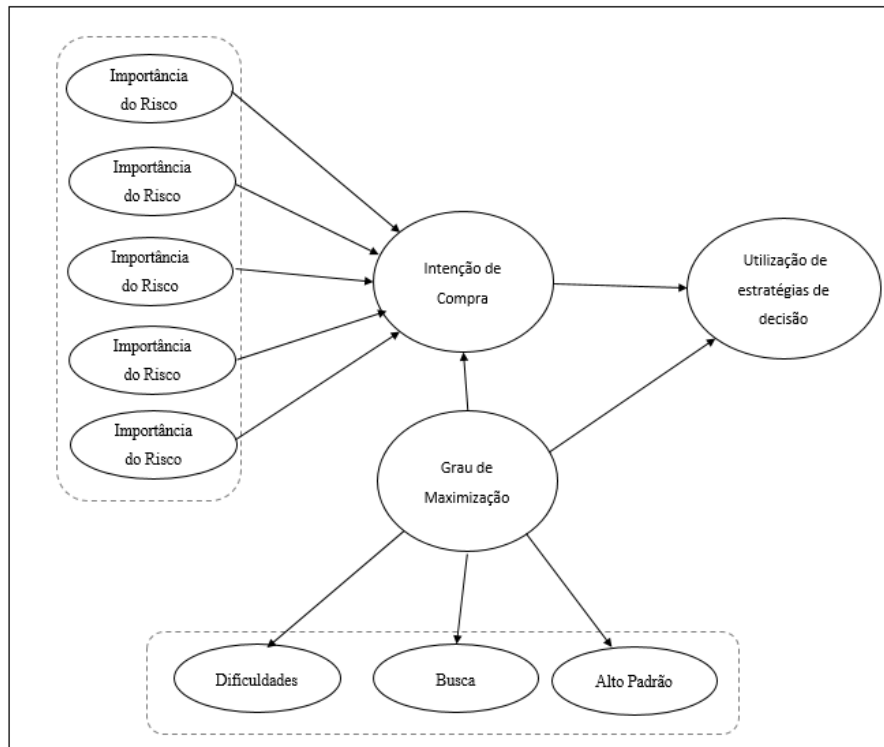 Importância
do Risco
Importância
do Risco
Importância
do Risco
Importância
do Risco
Importância
do Risco
Intenção de
Compra
Utilização de
estratégias de
decisão
Grau de
Maximização
Dificuldades
Busca
Alto Padrão